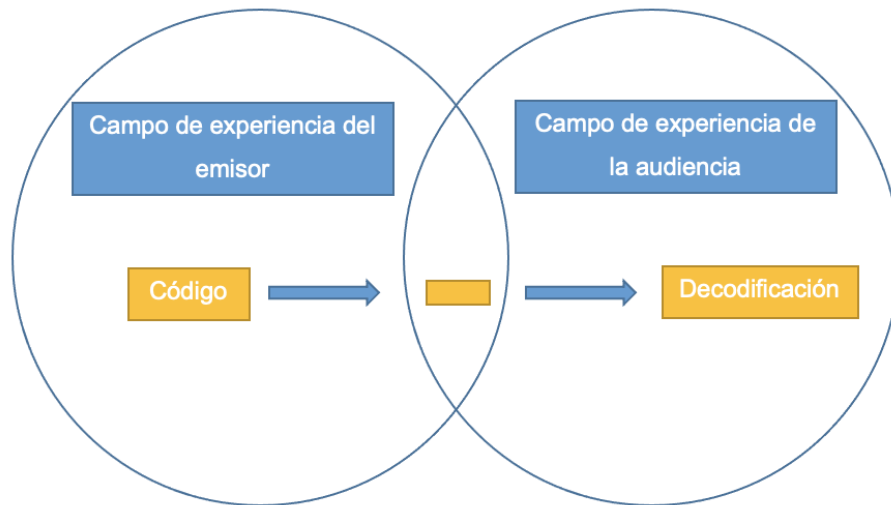 Campo de experiencia del
emisor
Campo de experiencia de
la audiencia
Código
Decodificación